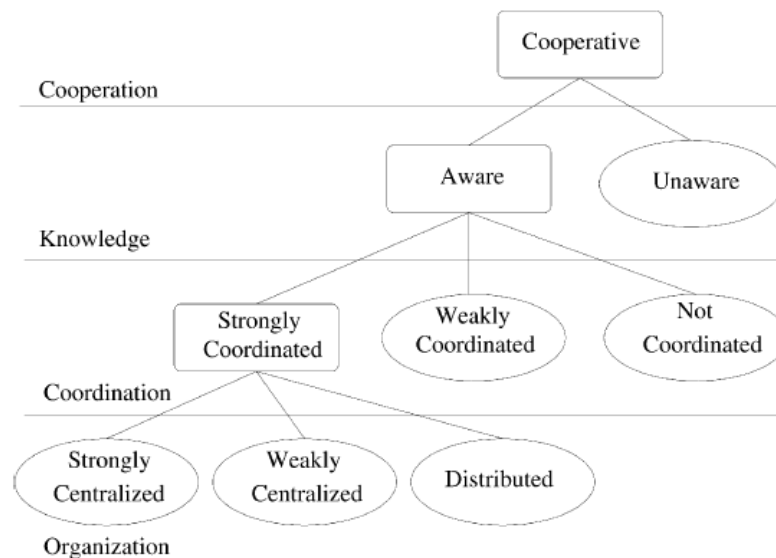 Cooperative
Cooperation
Aware
Unaware
Knowledge
Strongly
Coordinated
Weakly
Coordinated
Not
Coordinated
Coordination
Strongly
Centralized
Weakly
Centralized
Distributed
Organization